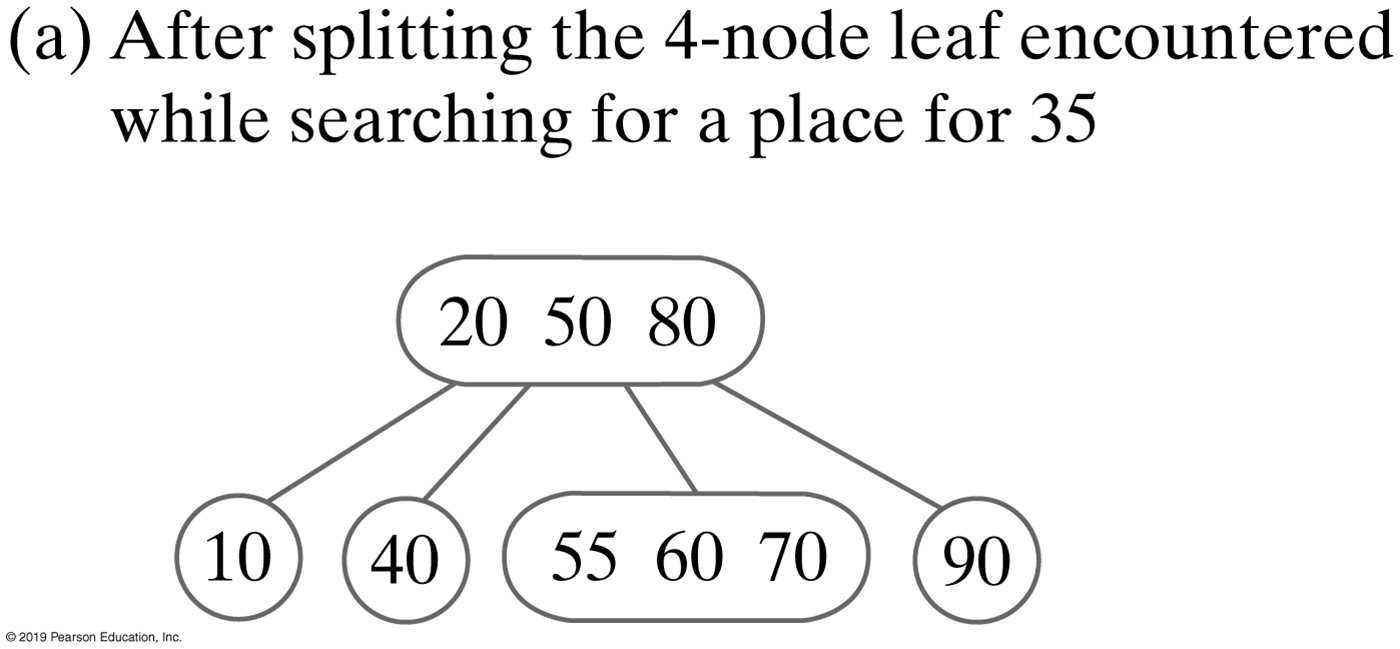 (a) After splitting the 4-node leaf encountered
while searching for a place for 35
20 50 80
10 40 55 60 70 90
© 2019 Pearson Education, Inc.